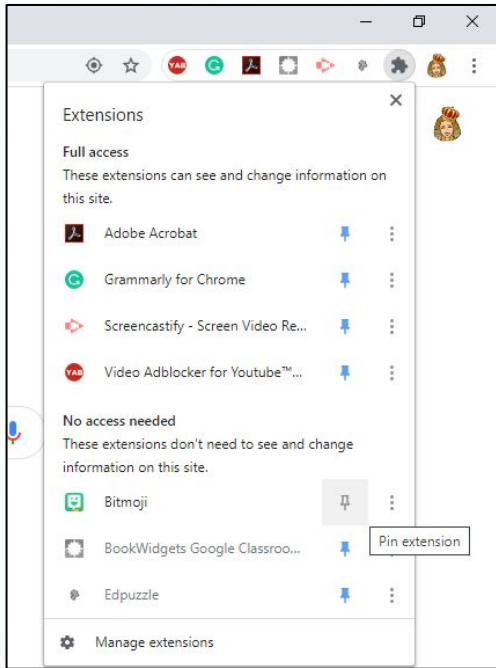 YAB
G
Extensions
Full access
These extensions can see and change information on
this site.
Adobe Acrobat
G
Grammarly for Chrome
Screencastify - Screen Video Re...
YAB
Video Adblocker for Youtube™...
No access needed
These extensions don't need to see and change
information on this site.
Bitmoji
Pin extension
BookWidgets Google Classroo...
Edpuzzle
Manage extensions